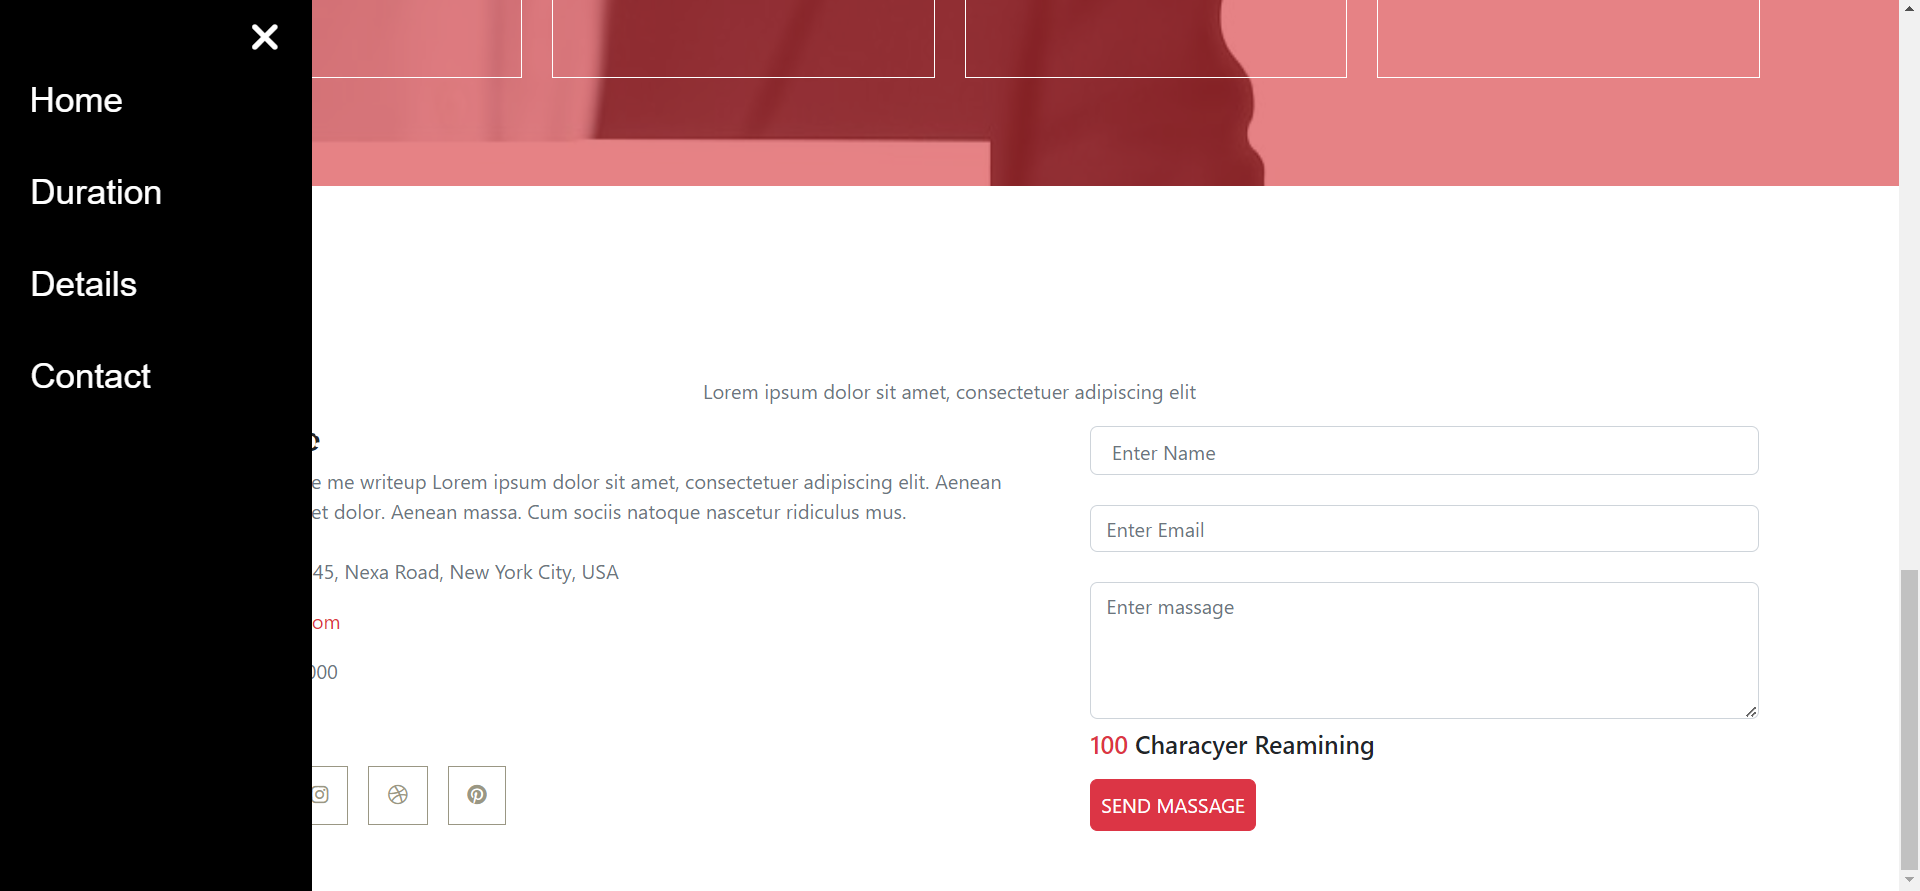 Home
Duration
Details
Contact
Lorem ipsum dolor sit amet, consectetuer adipiscing elit
e me writeup Lorem ipsum dolor sit amet, consectetuer adipiscing elit. Aenean
et dolor. Aenean massa. Cum sociis natoque nascetur ridiculus mus.
45, Nexa Road, New York City, USA
om
000
Enter Name
Enter Email
Enter massage
100 Characyer Reamining
SEND MASSAGE